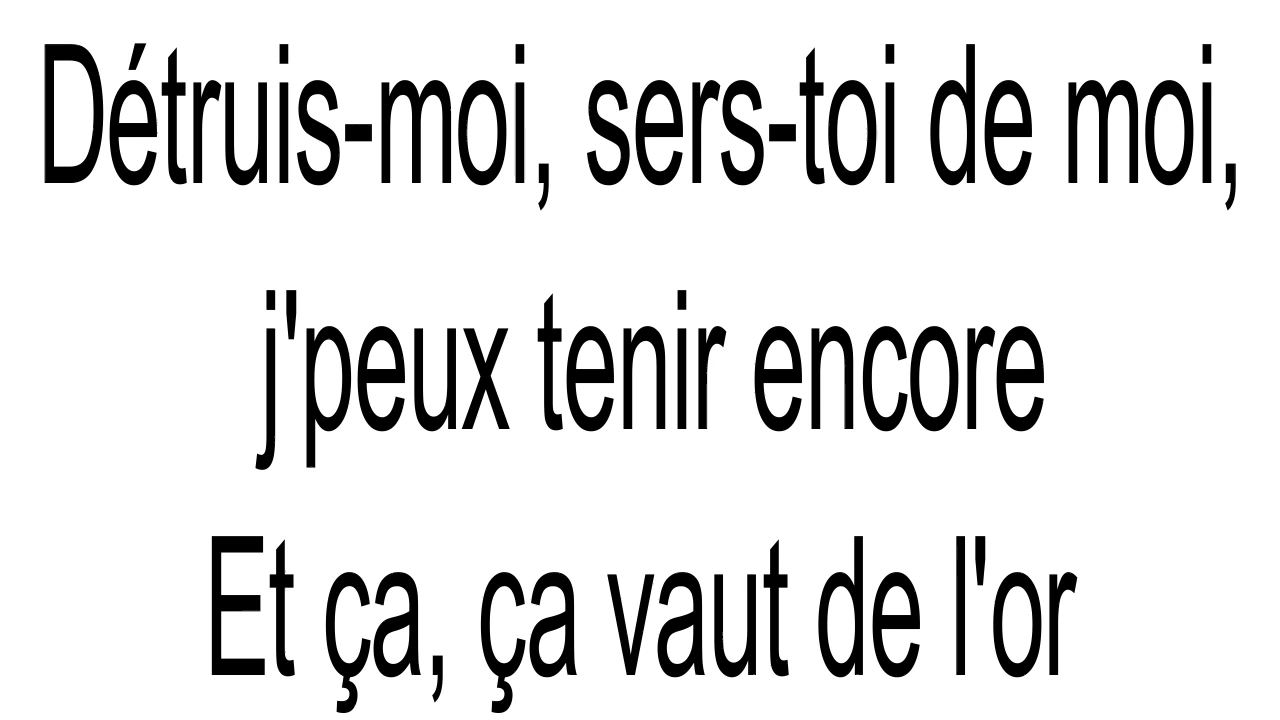 Détruis-moi, sers-toi de moi,
j'peux tenir encore
Et ça, ça vaut de l'or